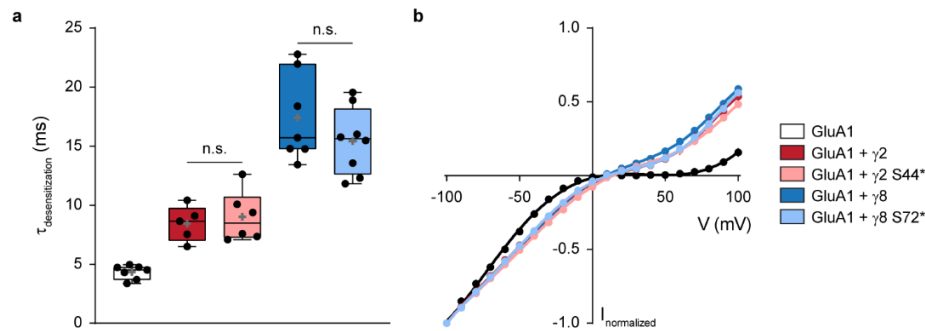 a
b
n.s.
n.s.
τdesensitization (ms)
25
20
15
10
5
0
1.0
0.5
-0.5
-1.0
-100
-50
50
100
V (mV)
Inormalized
GluA1
GluA1 + γ2
GluA1 + γ2 S44*
GluA1 + γ8
GluA1 + γ8 S72*